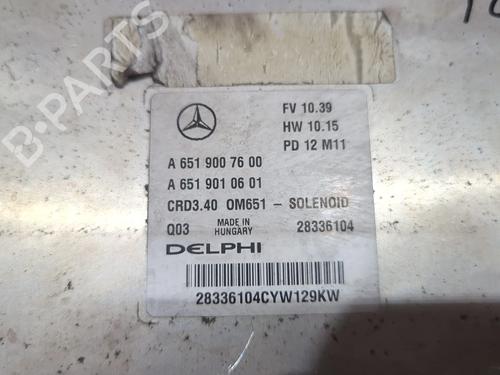 B-PARTS
FV 10.39
HW 10.15
PD 12 M11
A 651 900 76 00
A 651 901 06 01
CRD3.40 OM651 - SOLENOID
Q03 MADE IN HUNGARY 28336104
DELPHI
28336104CYW129KW